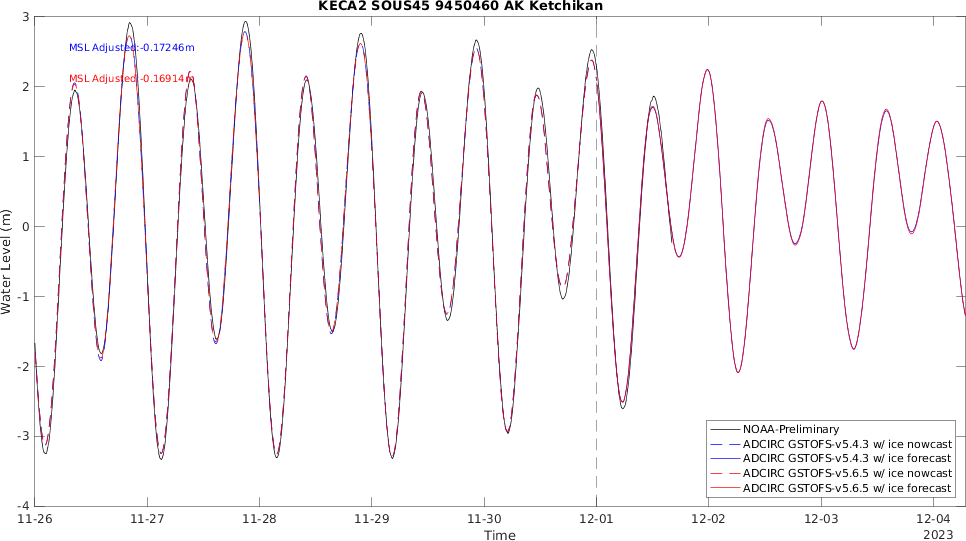 KECA2 SOUS45 9450460 AK Ketchikan
MSL Adjusted:-0.17246m
MSL Adjusted:-0.16914m
Water Level (m)
3
2
1
0
-1
-2
-3
-4
NOAA-Preliminary
ADCIRC GSTOFS-v5.4.3 w/ ice nowcast
ADCIRC GSTOFS-v5.4.3 w/ ice forecast
ADCIRC GSTOFS-v5.6.5 w/ ice nowcast
ADCIRC GSTOFS-v5.6.5 w/ ice forecast
11-26 11-27 11-28 11-29 11-30 12-01 12-02 12-03 12-04
Time
2023